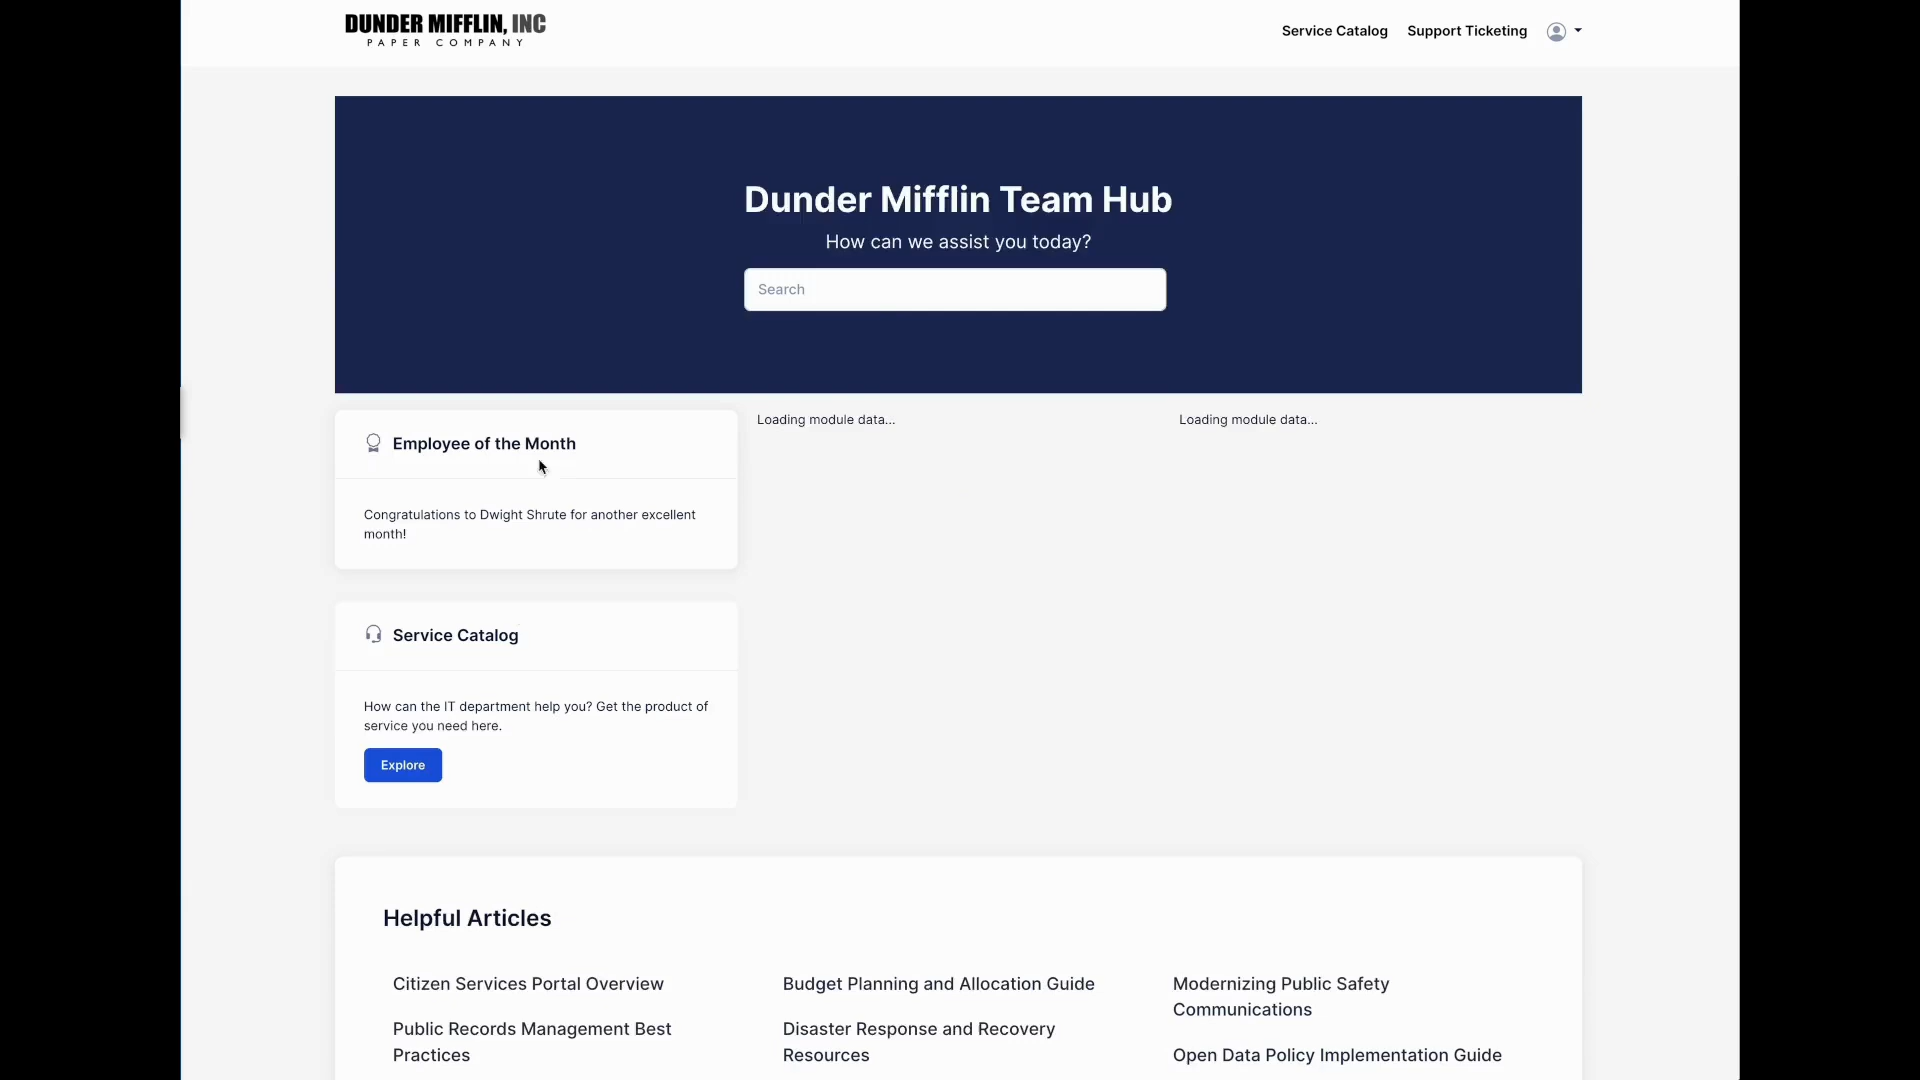 DUNDER MIFFLIN, INC
PAPER COMPANY
Service Catalog
Support Ticketing
Dunder Mifflin Team Hub
How can we assist you today?
Search
Employee of the Month
Congratulations to Dwight Shrute for another excellent
month!
Loading module data...
Loading module data...
Service Catalog
How can the IT department help you? Get the product of
service you need here.
Explore
Helpful Articles
Citizen Services Portal Overview
Public Records Management Best
Practices
Budget Planning and Allocation Guide
Disaster Response and Recovery
Resources
Modernizing Public Safety
Communications
Open Data Policy Implementation Guide